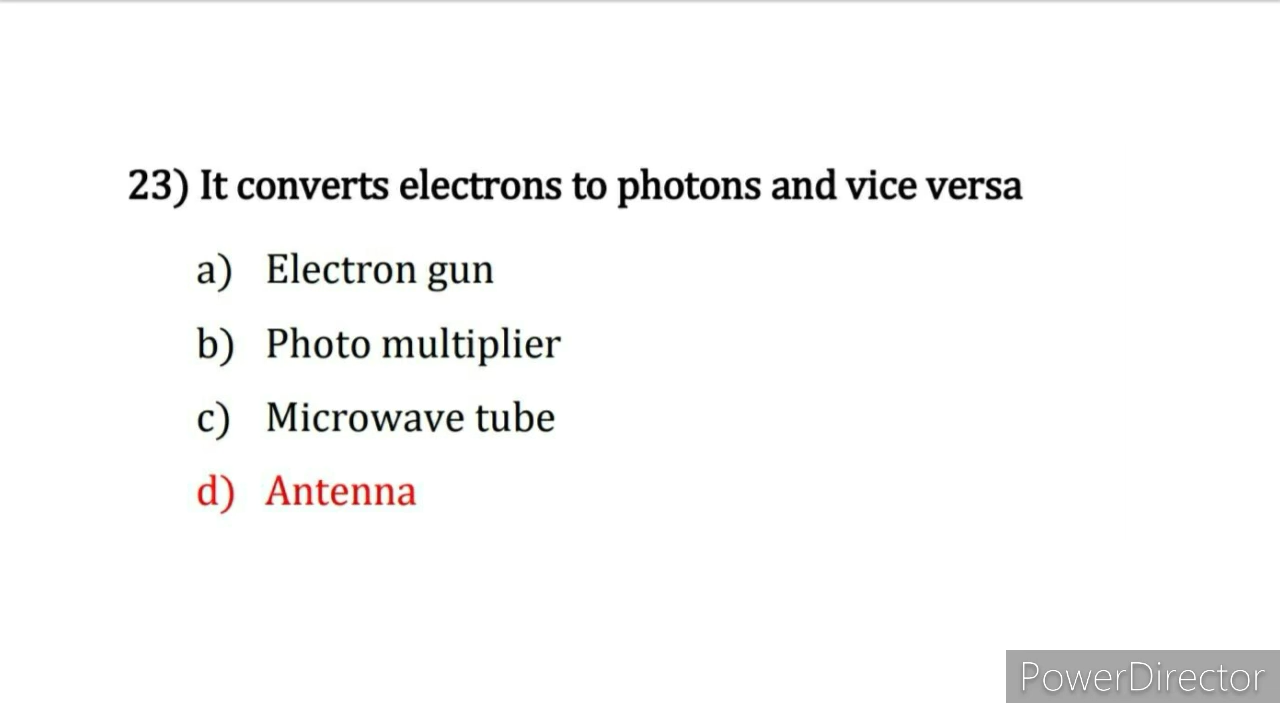 23) It converts electrons to photons and vice versa
a) Electron gun
b) Photo multiplier
c) Microwave tube
d) Antenna
PowerDirector